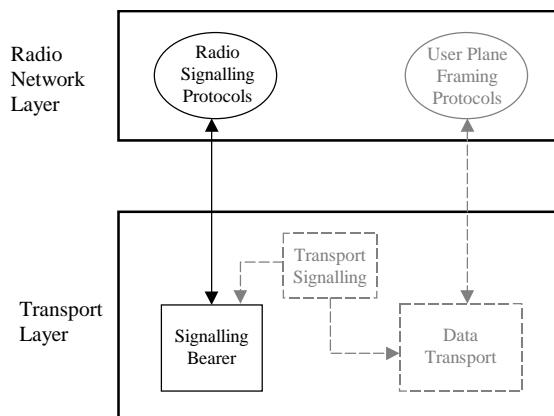 Radio
Network
Layer
Radio
Signalling
Protocols
User Plane
Framing
Protocols
Transport
Layer
Transport
Signalling
Signalling
Bearer
Data
Transport